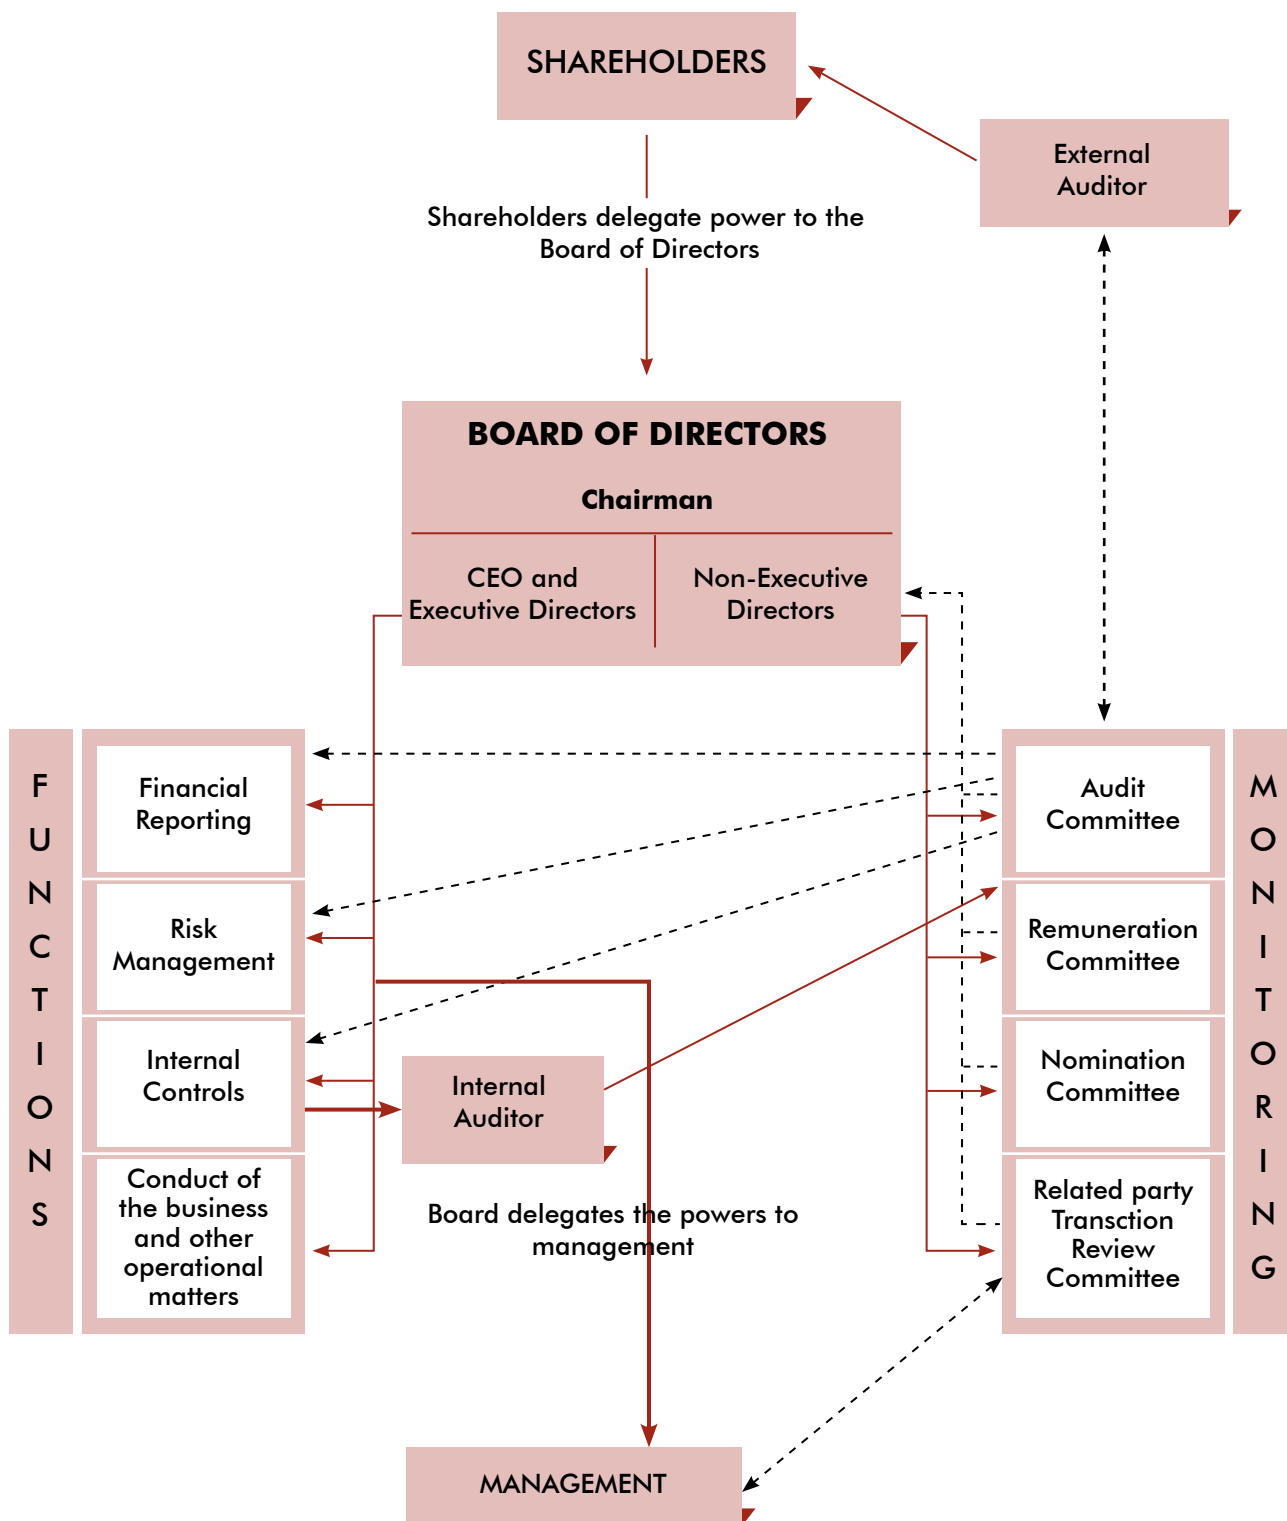 SHAREHOLDERS
External
Auditor
Shareholders delegate power to the
Board of Directors
BOARD OF DIRECTORS
Chairman
CEO and
Executive Directors
Non-Executive
Directors
FUNCTIONS
Financial
Reporting
Risk
Management
Internal
Controls
Conduct of
the business
and other
operational
matters
Internal
Auditor
Board delegates the powers to
management
Audit
Committee
Remuneration
Committee
Nomination
Committee
Related party
Transction
Review
Committee
MONITORING
MANAGEMENT